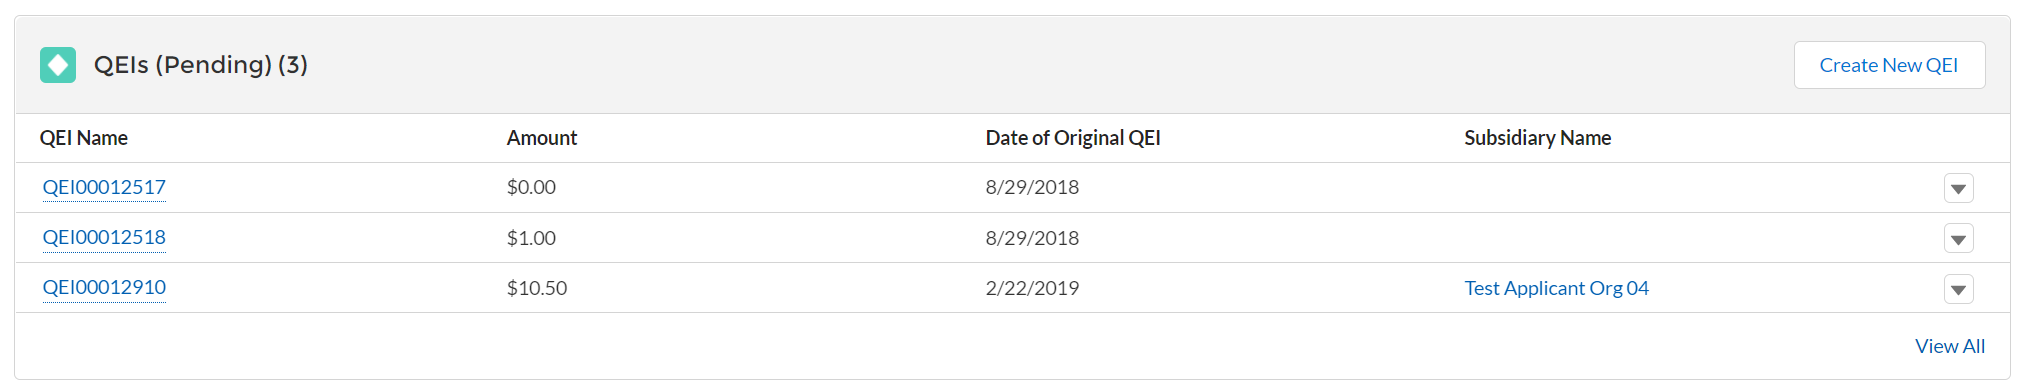 QEIs (Pending) (3)
Create New QEI
QEI Name Amount Date of Original QEI Subsidiary Name
QEI00012517 $0.00 8/29/2018
QEI00012518 $1.00 8/29/2018
QEI00012910 $10.50 2/22/2019 Test Applicant Org 04
View All